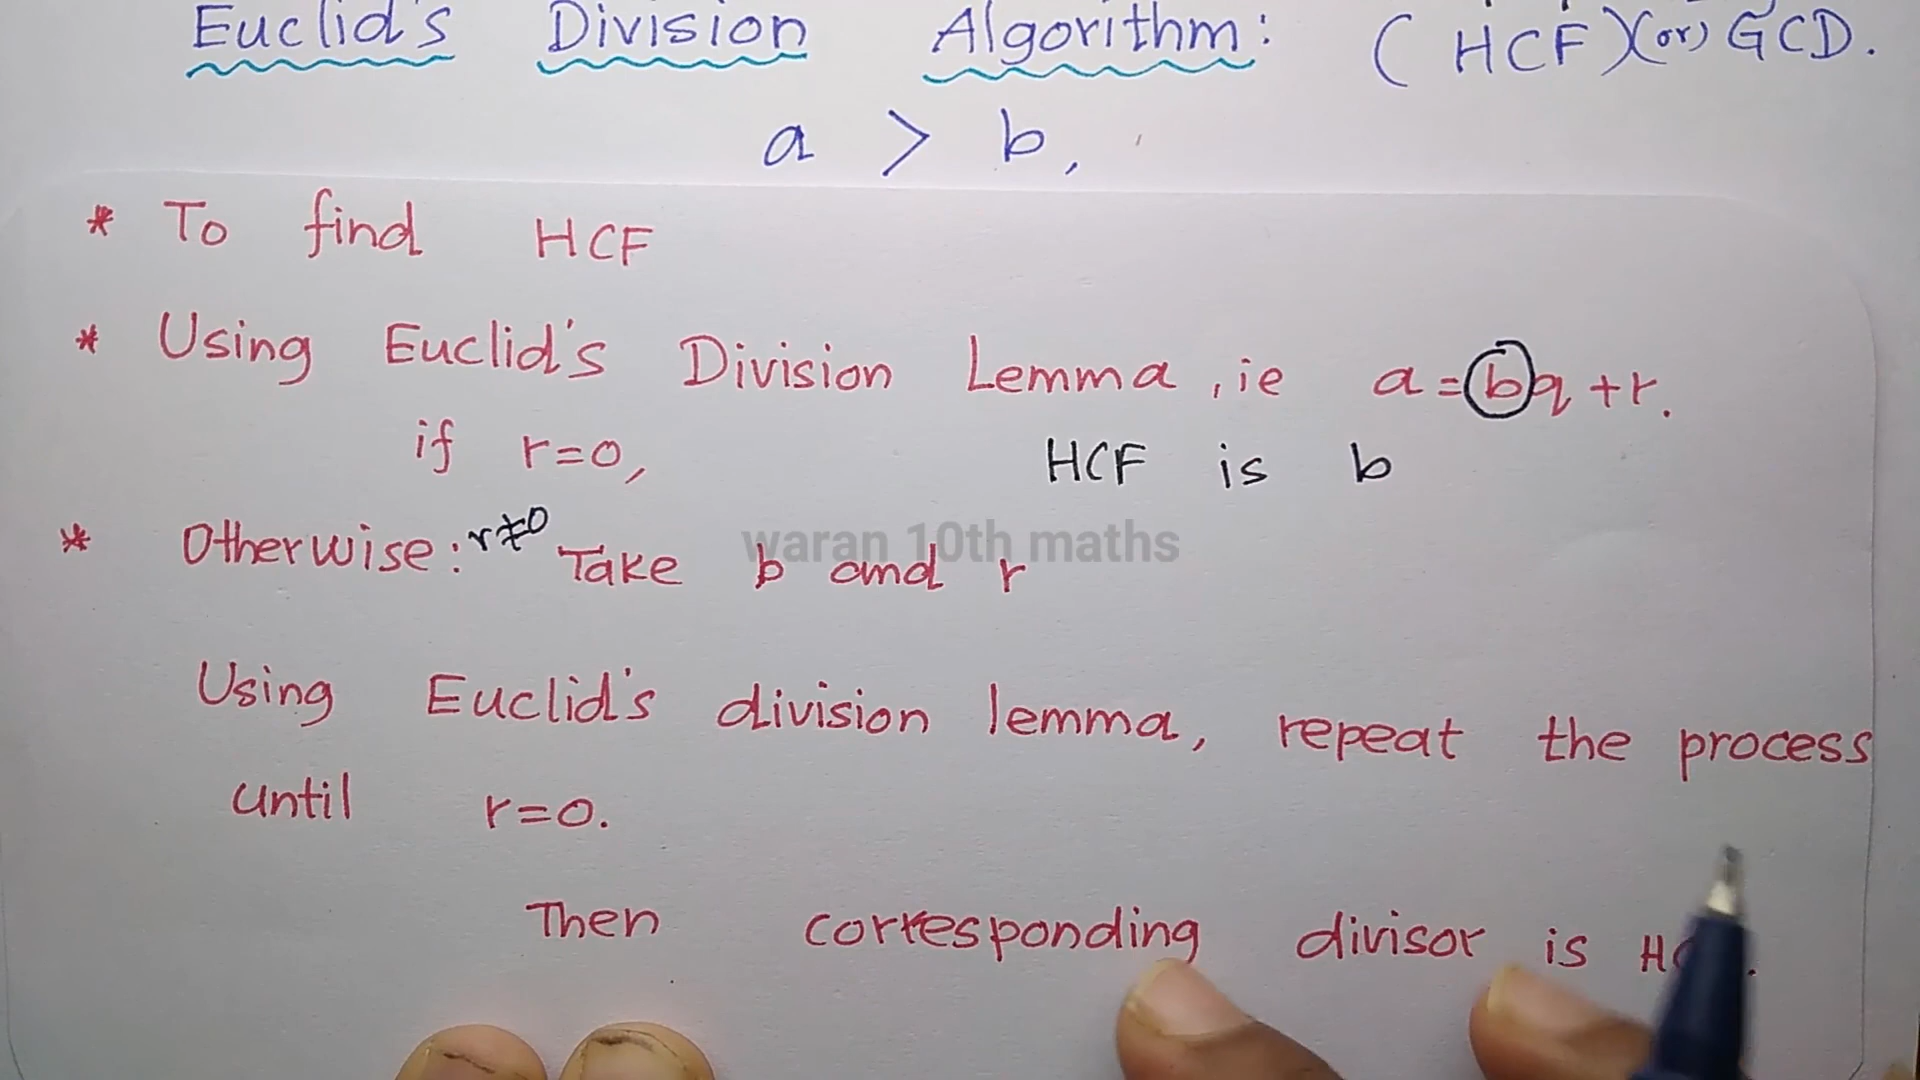 Euclid's Division Algorithm: (HCF)(or) GCD.
a > b,
* To find HCF
* Using Euclid's Division Lemma, ie a=bq+r.
if r=0, HCF is b
* Otherwise: r≠0 Take b and r
waran 10th maths
Using Euclid's division lemma, repeat the process
until r=0.
Then corresponding divisor is